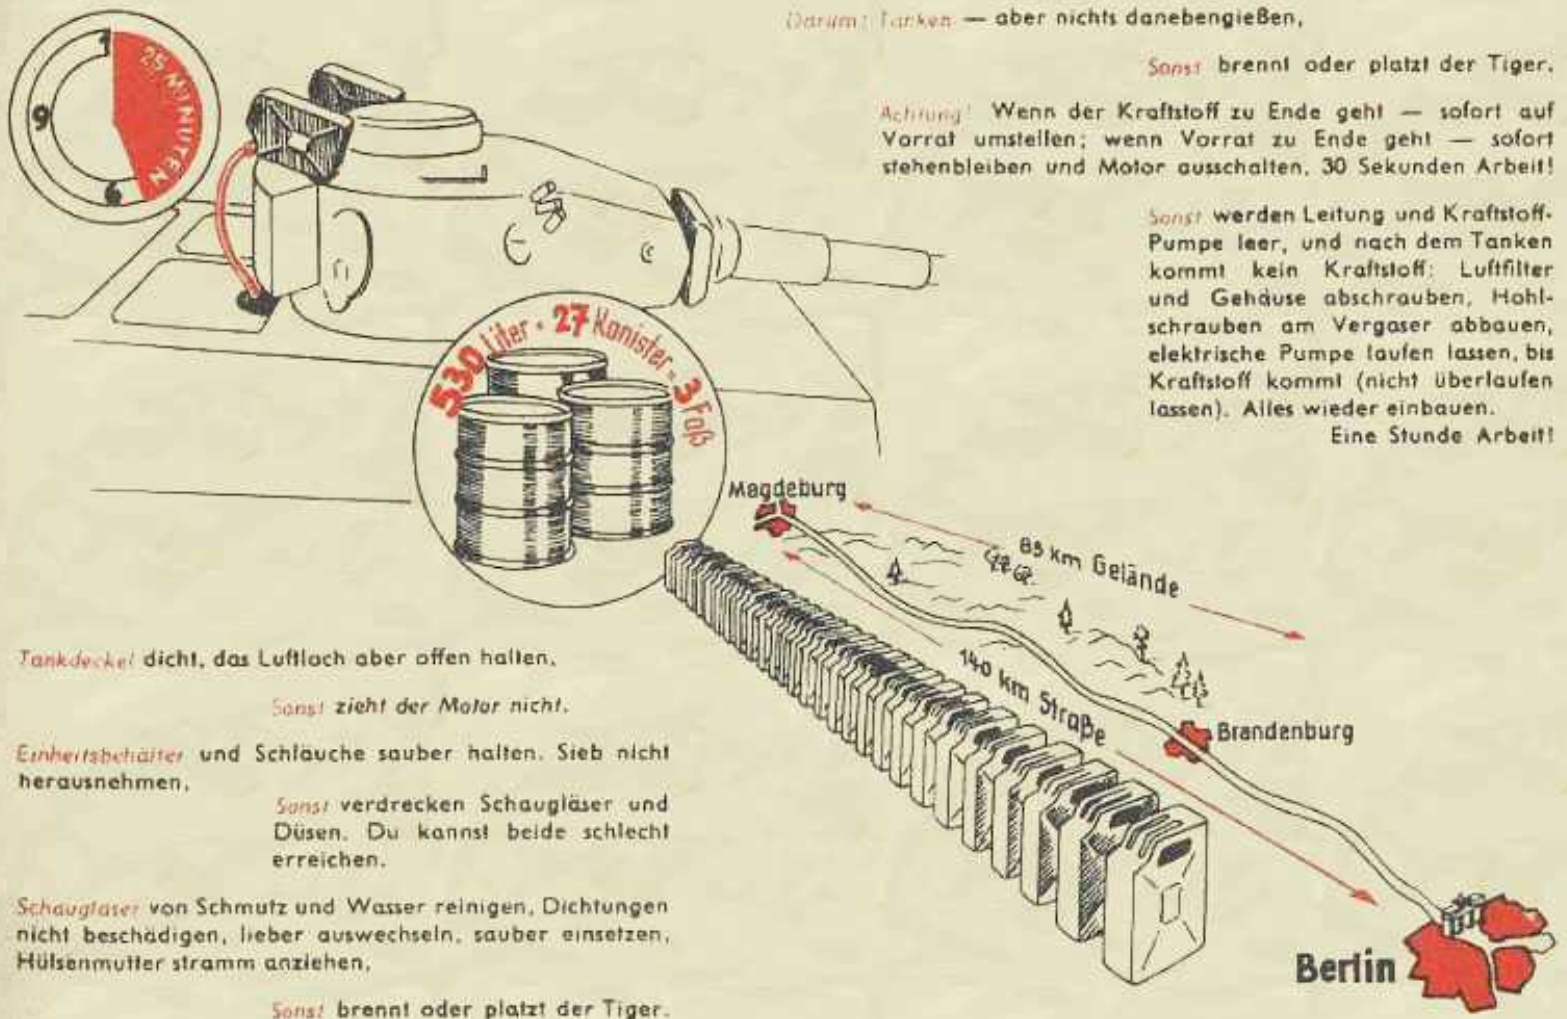 Darum: Tanken — aber nichts danebengießen,
Sonst brennt oder platzt der Tiger.
Achtung! Wenn der Kraftstoff zu Ende geht — sofort auf
Vorrat umstellen; wenn Vorrat zu Ende geht — sofort
stehenbleiben und Motor ausschalten, 30 Sekunden Arbeit!
Sonst werden Leitung und Kraftstoff-
Pumpe leer, und nach dem Tanken
kommt kein Kraftstoff: Luftfilter
und Gehäuse abschrauben, Hohl-
schrauben am Vergaser abbauen,
elektrische Pumpe laufen lassen, bis
Kraftstoff kommt (nicht überlaufen
lassen). Alles wieder einbauen.
Eine Stunde Arbeit!
1
25 MINUTEN
9
6
530 Liter = 27 Kanister = 3 Faß
Magdeburg
85 km Gelände
140 km Straße
Brandenburg
Berlin
Tankdeckel dicht, das Luftloch aber offen halten,
Sonst zieht der Motor nicht.
Einheitsbehälter und Schläuche sauber halten. Sieb nicht
herausnehmen,
Sonst verdrecken Schaugläser und
Düsen. Du kannst beide schlecht
erreichen.
Schaugläser von Schmutz und Wasser reinigen, Dichtungen
nicht beschädigen, lieber auswechseln, sauber einsetzen,
Hülsenmutter stramm anziehen,
Sonst brennt oder platzt der Tiger.